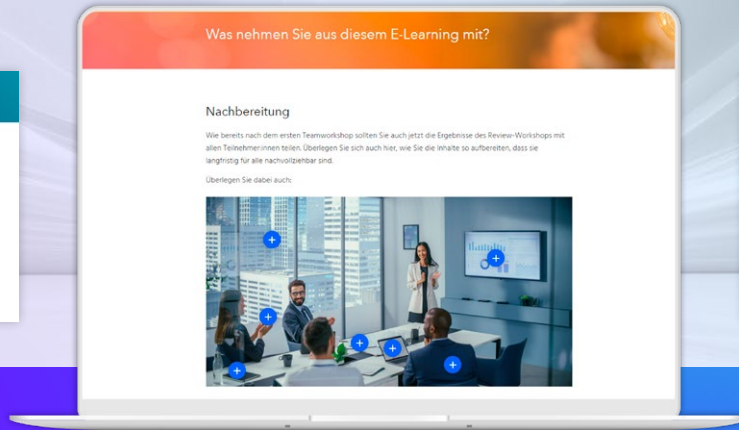 Was nehmen Sie aus diesem E-Learning mit?
Nachbereitung
Wie bereits nach dem ersten Teamworkshop sollten Sie auch jetzt die Ergebnisse des Review-Workshops mit
allen Teilnehmer:innen teilen. Überlegen Sie sich auch hier, wie Sie die Inhalte so aufbereiten, dass sie
langfristig für alle nachvollziehbar sind.
Überlegen Sie dabei auch: